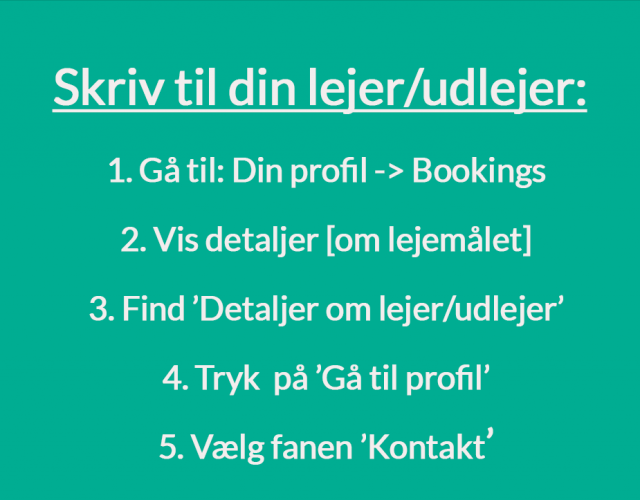 Skriv til din lejer/udlejer:
1. Gå til: Din profil -> Bookings
2. Vis detaljer [om lejemålet]
3. Find ’Detaljer om lejer/udlejer’
4. Tryk  på ’Gå til profil’
5. Vælg fanen ’Kontakt’